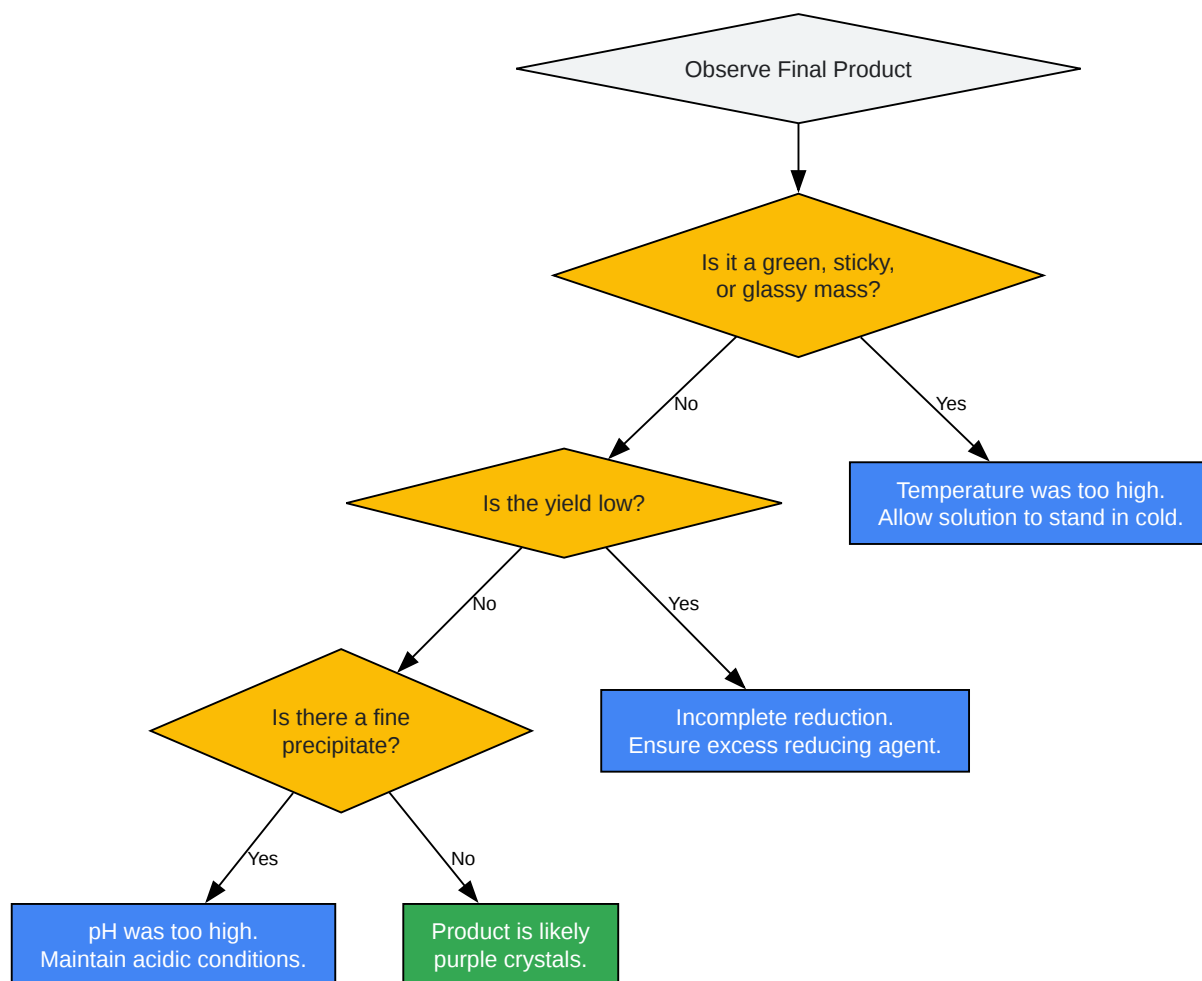 Observe Final Product
Is it a green, sticky,
or glassy mass?
No
Yes
Is the yield low?
Temperature was too high.
Allow solution to stand in cold.
No
Yes
Is there a fine
precipitate?
Incomplete reduction.
Ensure excess reducing agent.
Yes
No
pH was too high.
Maintain acidic conditions.
Product is likely
purple crystals.